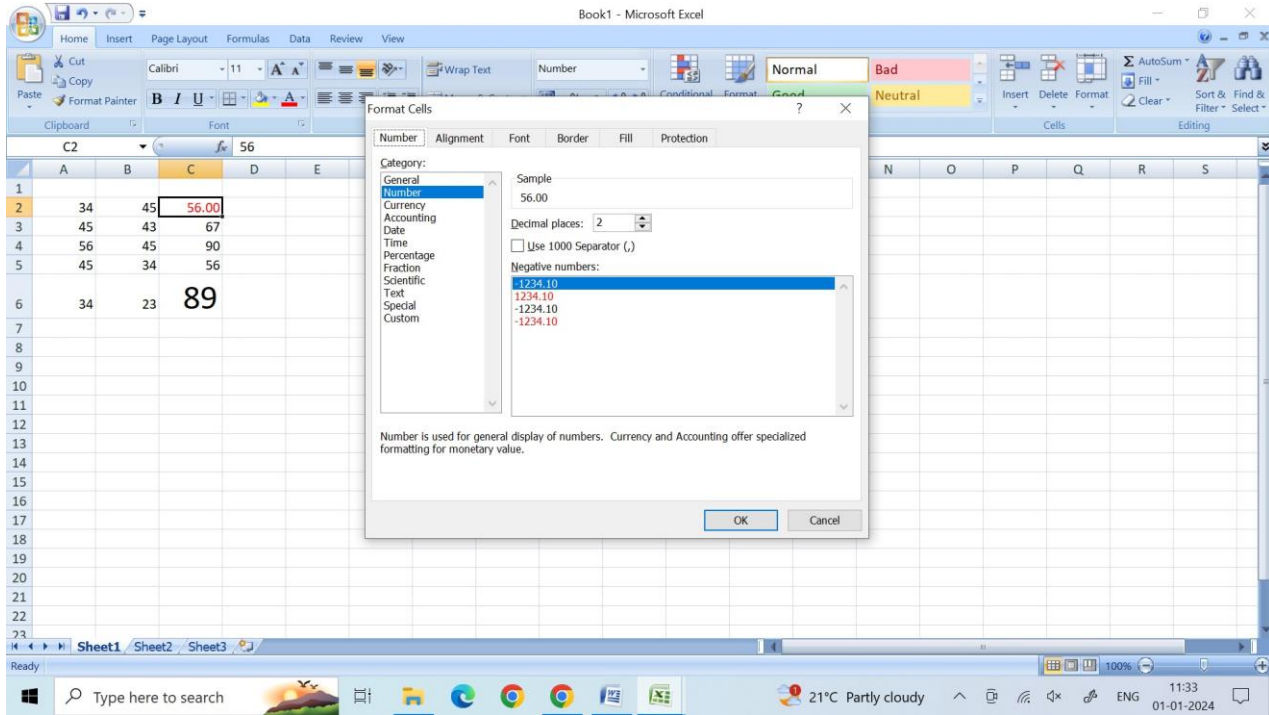 Book1 - Microsoft Excel
Home Insert Page Layout Formulas Data Review View
Cut
Copy
Format Painter
Paste
Clipboard
Calibri 11
B I U
Font
Wrap Text
Number
Conditional Format
Normal Bad
Good Neutral
Insert Delete Format
Cells
Σ AutoSum
Fill
Clear
Sort & Filter
Find & Select
Editing
C2 fx 56
A B C D E N O P Q R S
1
2 34 45 56.00
3 45 43 67
4 56 45 90
5 45 34 56
6 34 23 89
7
8
9
10
11
12
13
14
15
16
17
18
19
20
21
22
23
Format Cells ?
Number Alignment Font Border Fill Protection
Category:
General
Number
Currency
Accounting
Date
Time
Percentage
Fraction
Scientific
Text
Special
Custom
Sample
56.00
Decimal places: 2
Use 1000 Separator (,)
Negative numbers:
-1234.10
1234.10
-1234.10
-1234.10
Number is used for general display of numbers. Currency and Accounting offer specialized
formatting for monetary value.
OK Cancel
Sheet1 Sheet2 Sheet3
Ready 100%
Type here to search
21°C Partly cloudy
ENG
11:33
01-01-2024